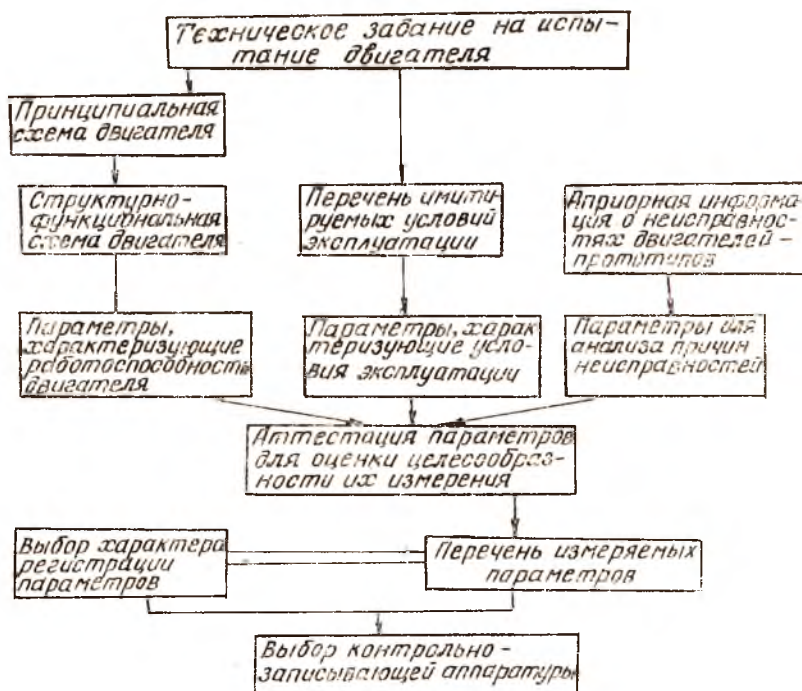 Техническое задание на испы-
тание двигателя
Принципиальная
схема двигателя
Структурно-
функциональная
схема двигателя
Перечень имити
руемых условий
эксплуатации
Априорная информа
ция о неисправнос-
тях двигателей-
прототипов
Параметры,
характеризующие
работоспособность
двигателя
Параметры, харак
теризующие усло-
вия эксплуатации
Параметры для
анализа причин
неисправностей
Аттестация параметров
для оценки целесообраз-
ности их измерения
Выбор характера
регистрации
параметров
Перечень измеряемых
параметров
Выбор контрольно-
записывающей аппаратуры